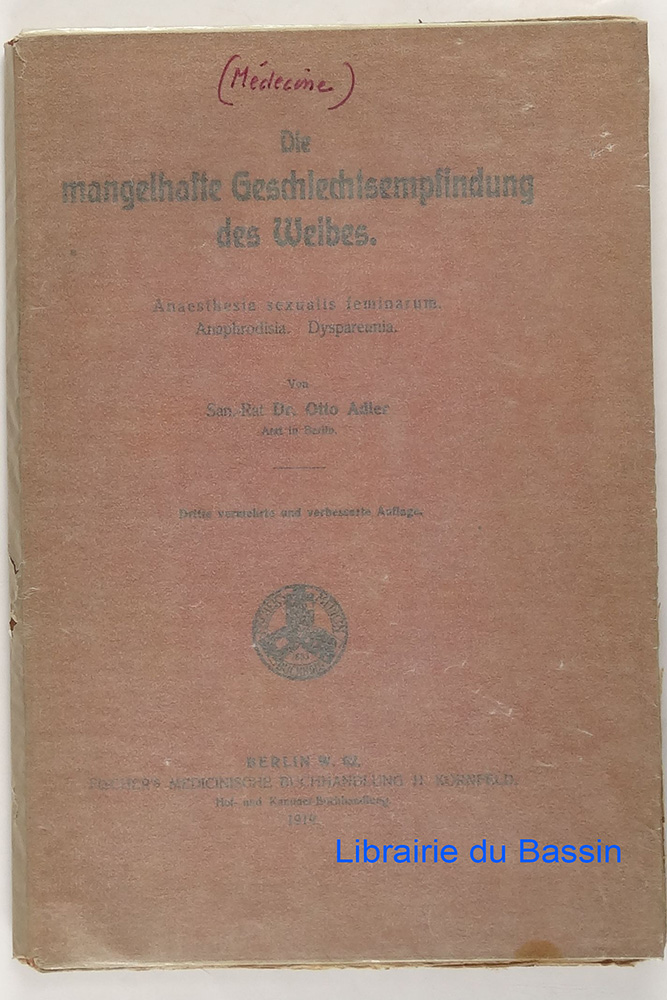 (Médecine)
Die
mangelhafte Geschlechtsempfindung
des Weibes.
Anaesthesia sexualis feminarum.
Anaphrodisia. Dyspareunia.
Von
San. Rat Dr. Otto Adler
Arzt in Berlin.
Dritte vermehrte und verbesserte Auflage.
BERLIN W.
FISCHER'S MEDICINISCHE BUCHHANDLUNG H. KORNFELD.
Hof- und Kammer-Buchhandlung.
1919.
Librairie du Bassin